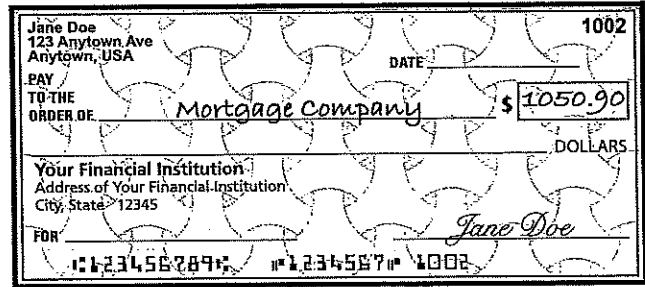 Jane Doe 1002
123 Anytown Ave
Anytown, USA
DATE
PAY
TO THE
ORDER OF Mortgage Company $ 1050.90
DOLLARS
Your Financial Institution
Address of Your Financial Institution
City, State 12345
FOR Jane Doe
⑆123456789⑆ ⑈1234567⑈ 1002